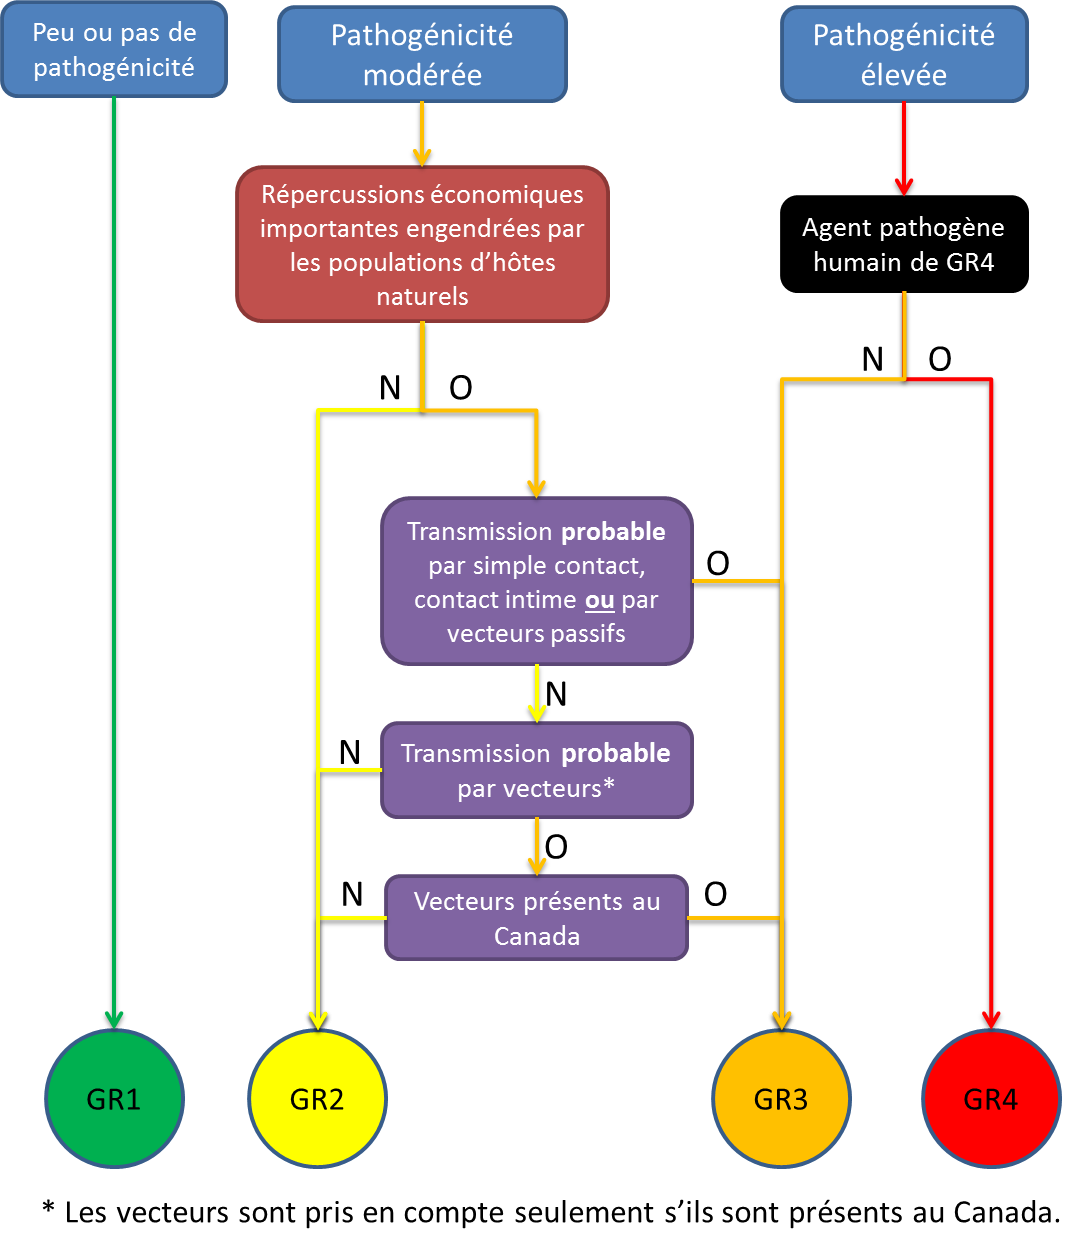 Peu ou pas de
pathogénicité
Pathogénicité
modérée
Pathogénicité
élevée
Répercussions économiques
importantes engendrées par
les populations d’hôtes
naturels
Agent pathogène
humain de GR4
N O
N O
Transmission probable
par simple contact,
contact intime ou par
vecteurs passifs
O
N
Transmission probable
par vecteurs*
N
O
Vecteurs présents au
Canada
N
O
GR1
GR2
GR3
GR4
* Les vecteurs sont pris en compte seulement s’ils sont présents au Canada.